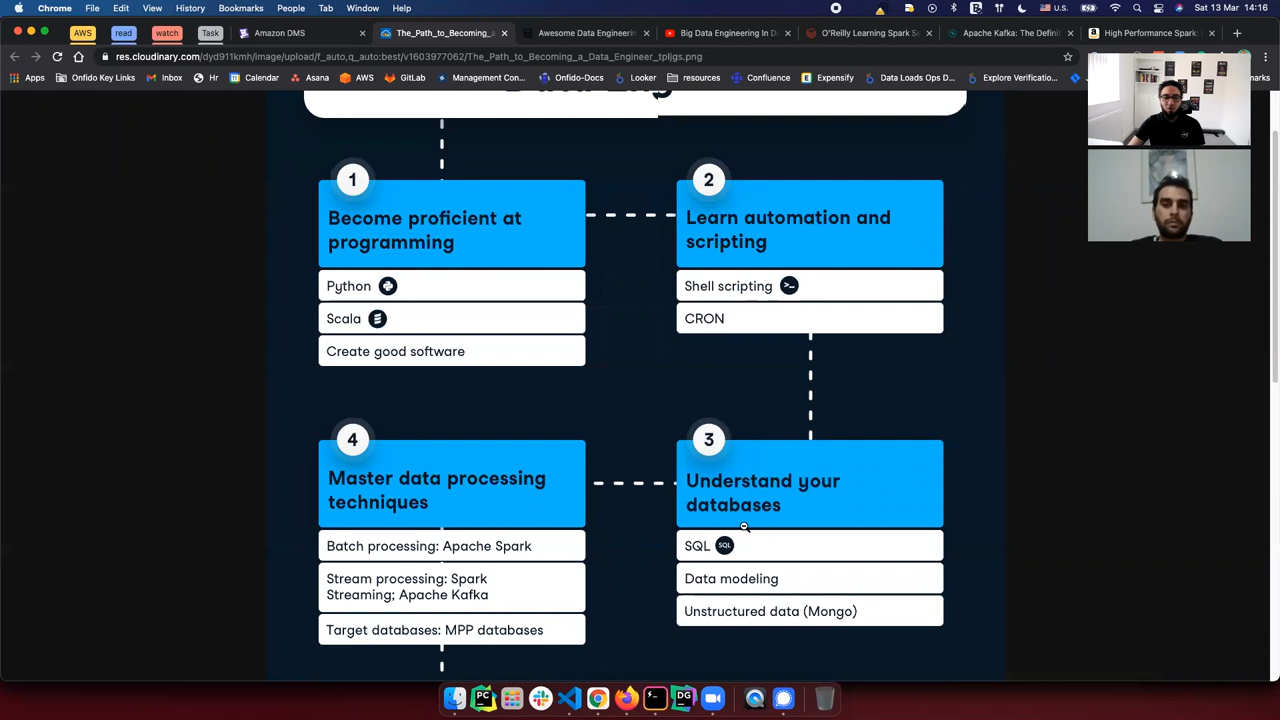 Chrome File Edit View History Bookmarks People Tab Window Help
Sat 13 Mar 14:16
AWS read watch Task Amazon DMS The_Path_to_Becoming_ Awesome Data Engineerin Big Data Engineering In D O'Reilly Learning Spark S Apache Kafka: The Definit High Performance Spark:
res.cloudinary.com/dyd911kmh/image/upload/f_auto,q_auto:best/v1603977062/The_Path_to_Becoming_a_Data_Engineer_tpljgs.png
Apps Onfido Key Links Inbox Hr Calendar Asana AWS GitLab Management Con... Onfido-Docs Looker resources Confluence Expensify Data Loads Ops D... Explore Verificatio...
1
Become proficient at
programming
Python
Scala
Create good software
2
Learn automation and
scripting
Shell scripting
CRON
3
Understand your
databases
SQL SQL
Data modeling
Unstructured data (Mongo)
4
Master data processing
techniques
Batch processing: Apache Spark
Stream processing: Spark
Streaming; Apache Kafka
Target databases: MPP databases
PC DG